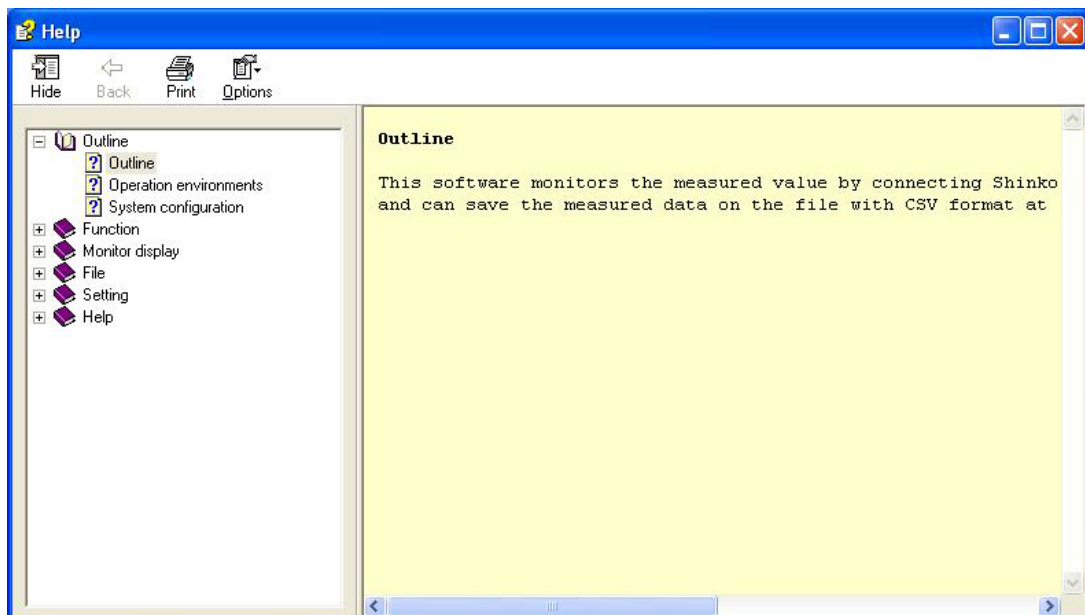 Help
Hide Back Print Options
Outline
Outline
Operation environments
System configuration
Function
Monitor display
File
Setting
Help
Outline
This software monitors the measured value by connecting Shinko
and can save the measured data on the file with CSV format at